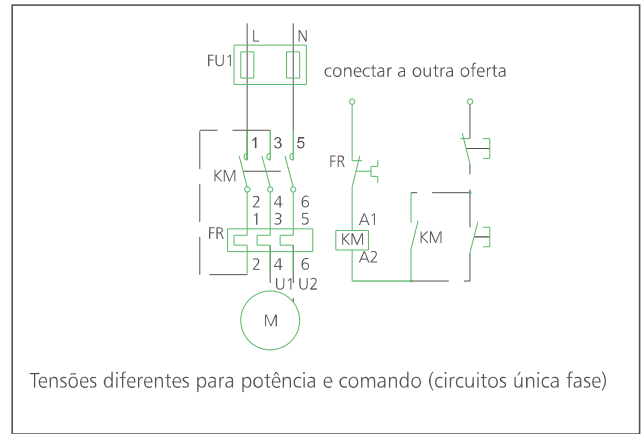 L N
FU1
conectar a outra oferta
1 3 5
KM
FR
2 4 6
1 3 5
FR
2 4 6
U1 U2
M
A1
KM
A2
KM
Tensões diferentes para potência e comando (circuitos única fase)